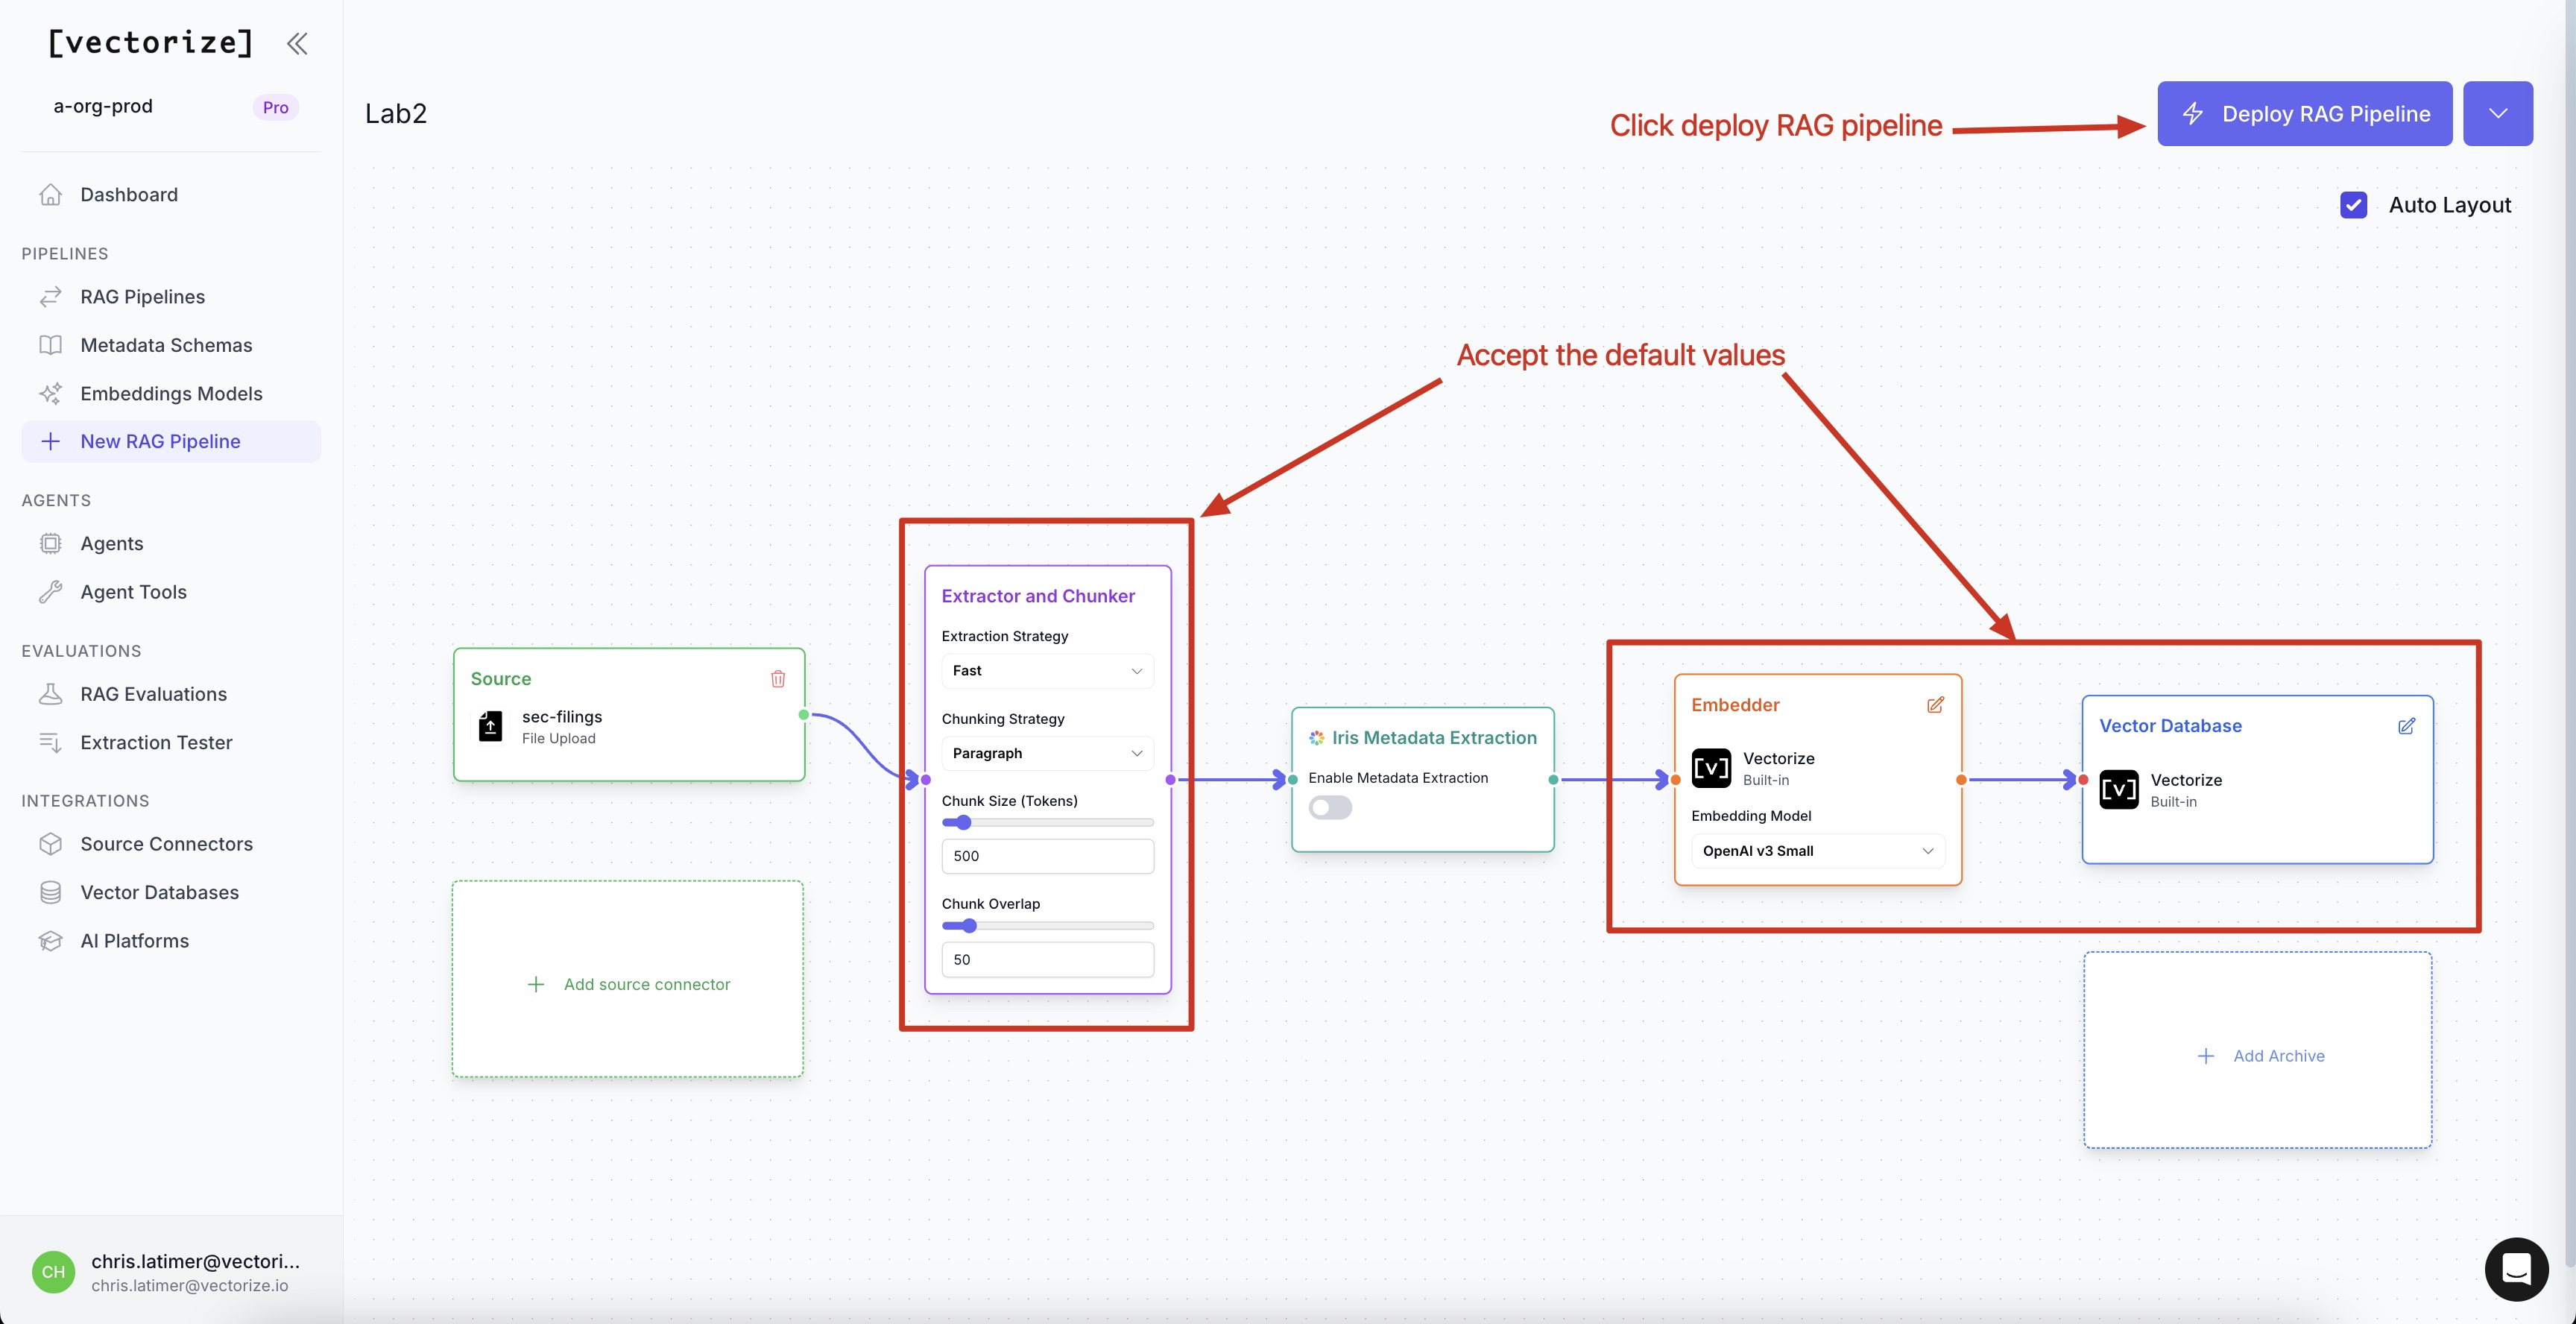 [vectorize]
a-org-prod
Pro
Dashboard
PIPELINES
RAG Pipelines
Metadata Schemas
Embeddings Models
New RAG Pipeline
AGENTS
Agents
Agent Tools
EVALUATIONS
RAG Evaluations
Extraction Tester
INTEGRATIONS
Source Connectors
Vector Databases
AI Platforms
CH
chris.latimer@vectori...
chris.latimer@vectorize.io
Lab2
Click deploy RAG pipeline
Deploy RAG Pipeline
Auto Layout
Accept the default values
Source
sec-filings
File Upload
Add source connector
Extractor and Chunker
Extraction Strategy
Fast
Chunking Strategy
Paragraph
Chunk Size (Tokens)
500
Chunk Overlap
50
Iris Metadata Extraction
Enable Metadata Extraction
Embedder
[v]
Vectorize
Built-in
Embedding Model
OpenAI v3 Small
Vector Database
[v]
Vectorize
Built-in
Add Archive